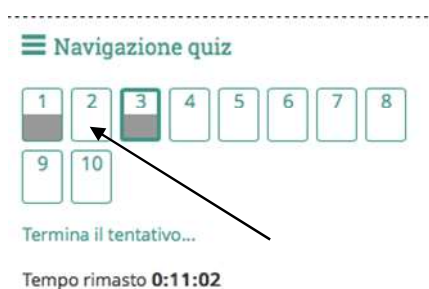 Navigazione quiz
1 2 3 4 5 6 7 8
9 10
Termina il tentativo...
Tempo rimasto 0:11:02